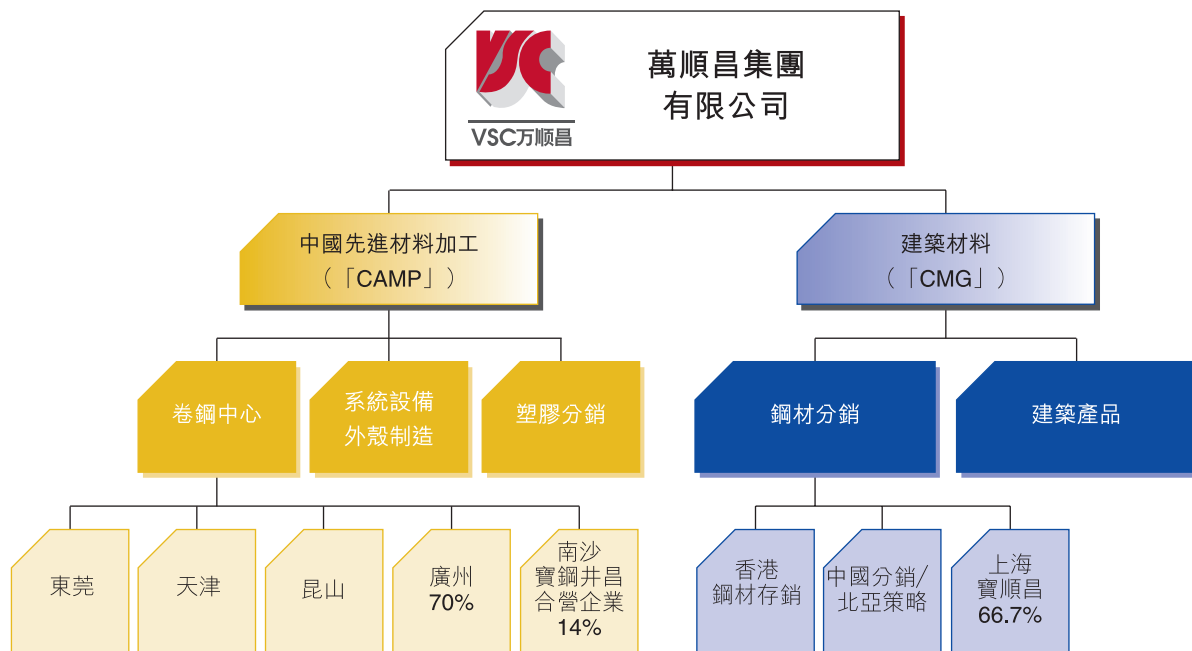 萬順昌集團
有限公司
VSC万顺昌
中國先進材料加工
（「CAMP」）
建築材料
（「CMG」）
卷鋼中心
系統設備
外殼制造
塑膠分銷
鋼材分銷
建築產品
東莞
天津
昆山
廣州
70%
南沙
寶鋼井昌
合營企業
14%
香港
鋼材存銷
中國分銷/
北亞策略
上海
寶順昌
66.7%